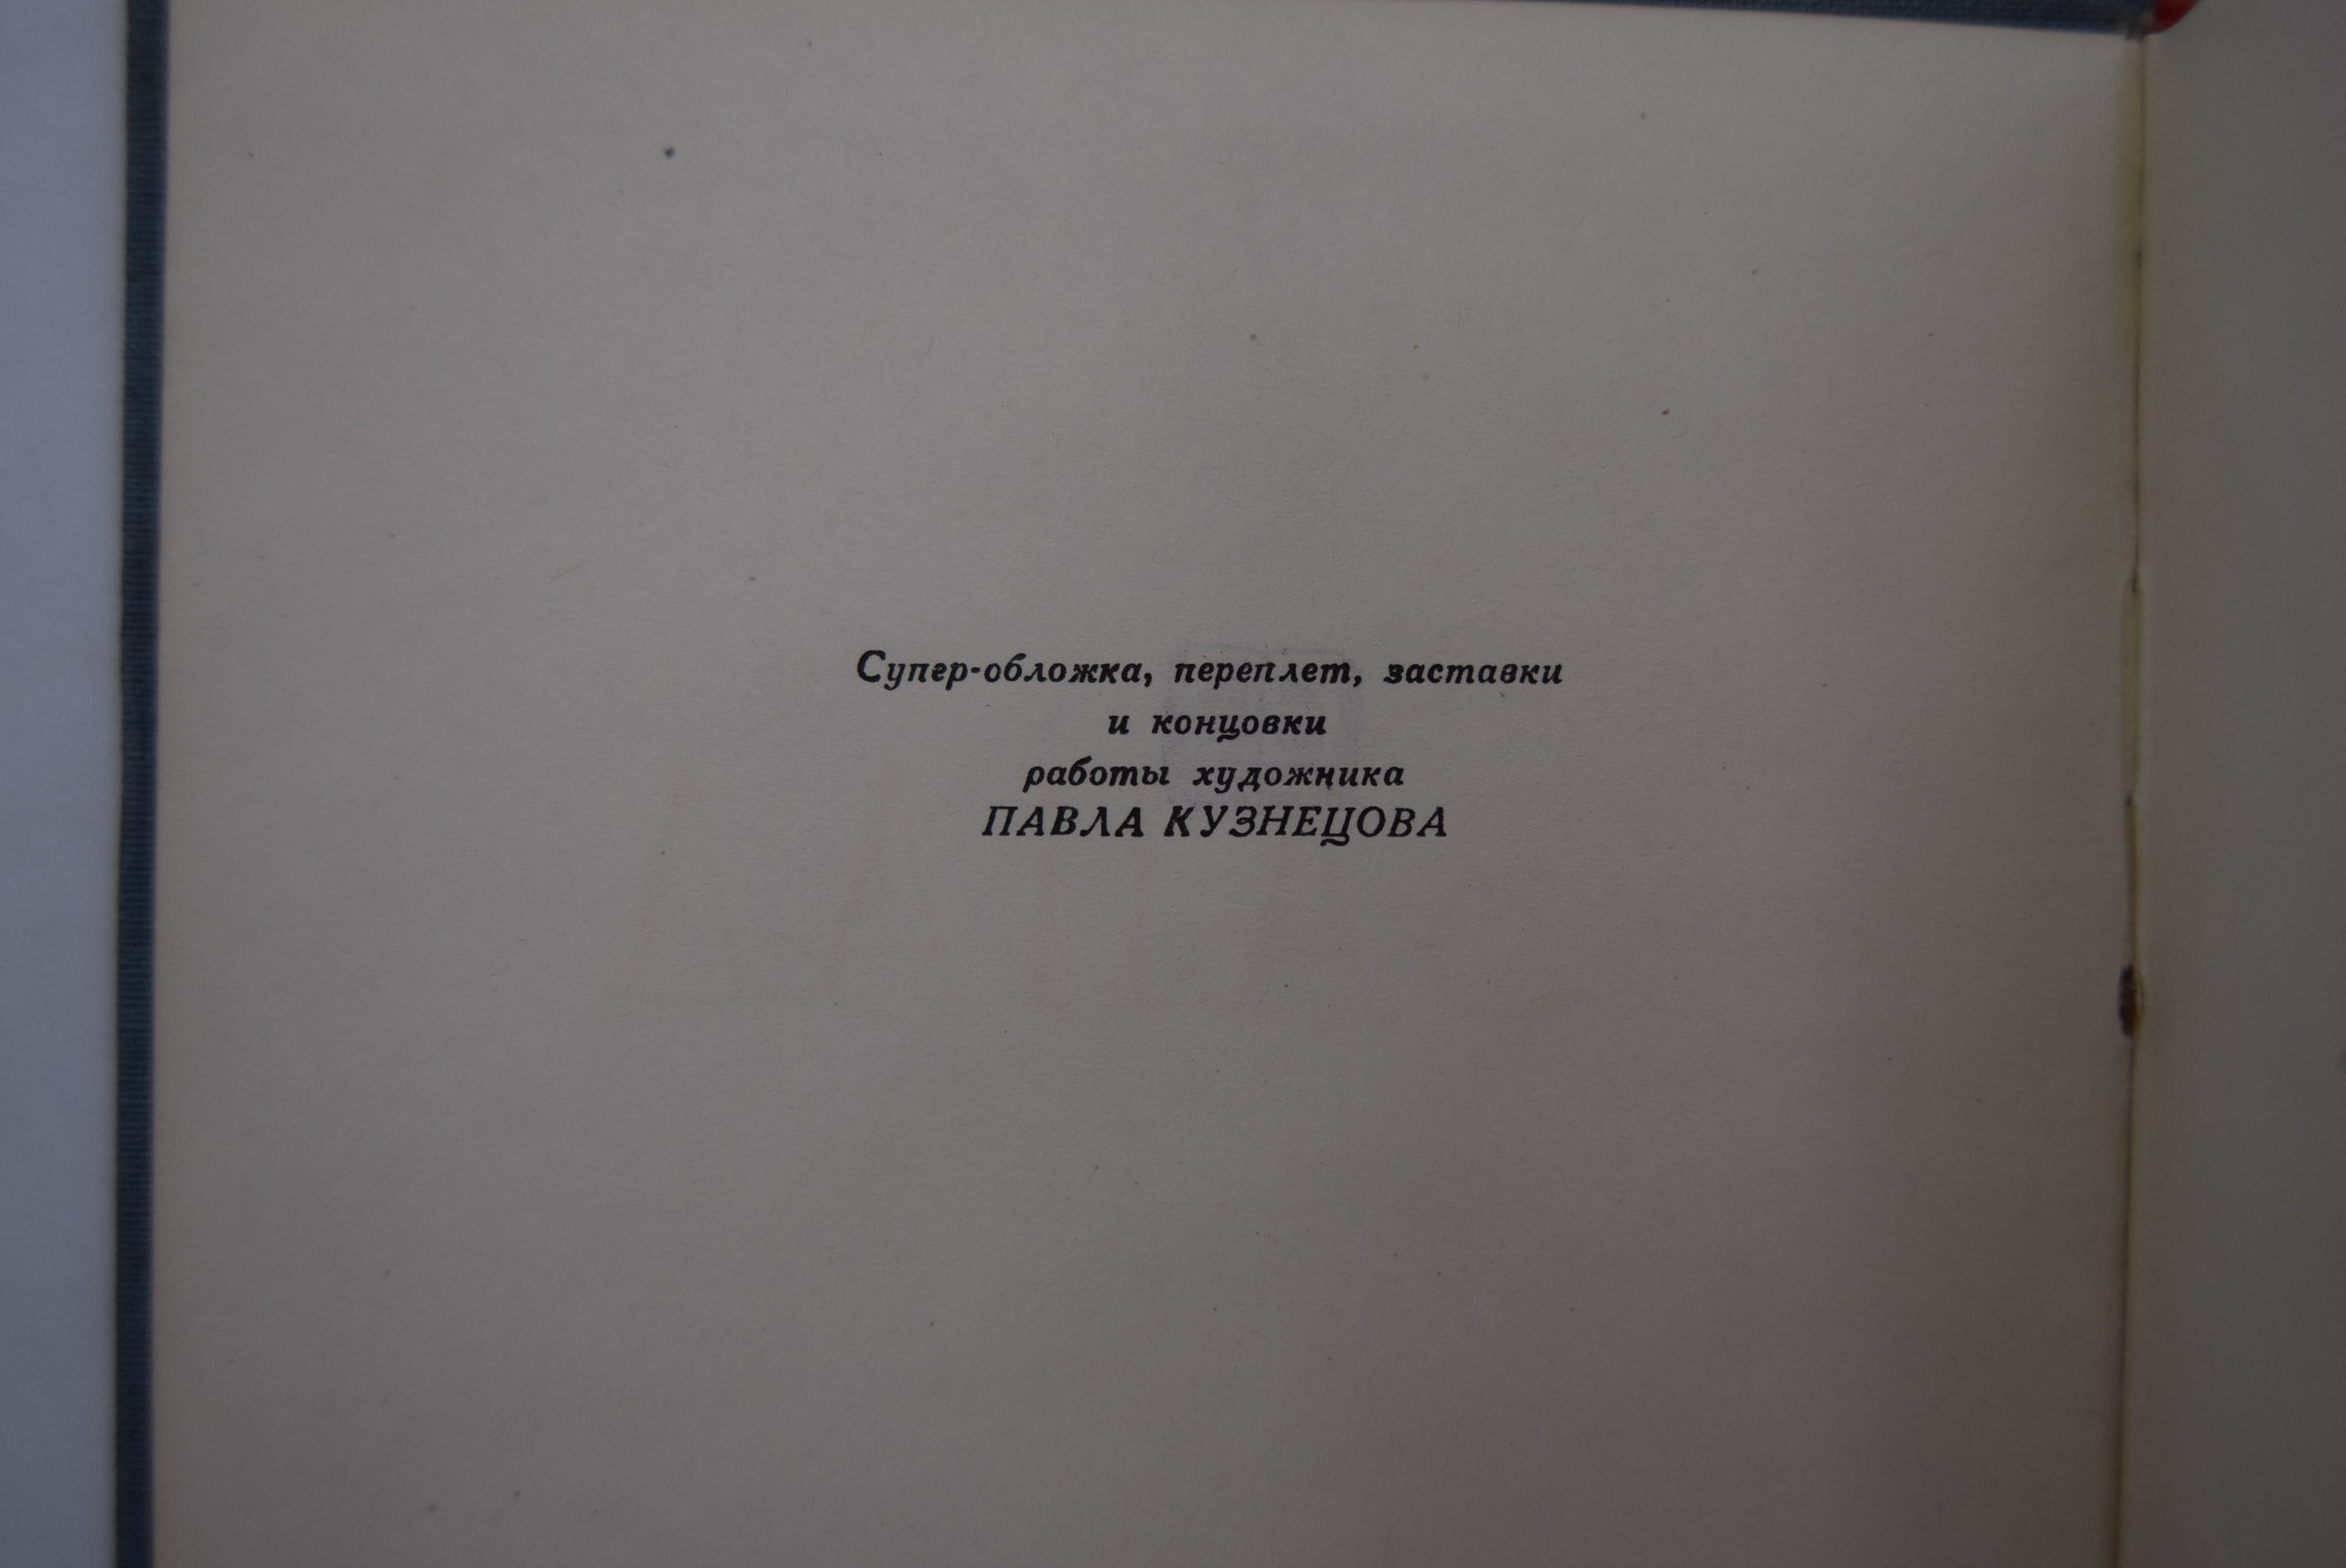 Супер-обложка, переплет, заставки
и концовки
работы художника
ПАВЛА КУЗНЕЦОВА